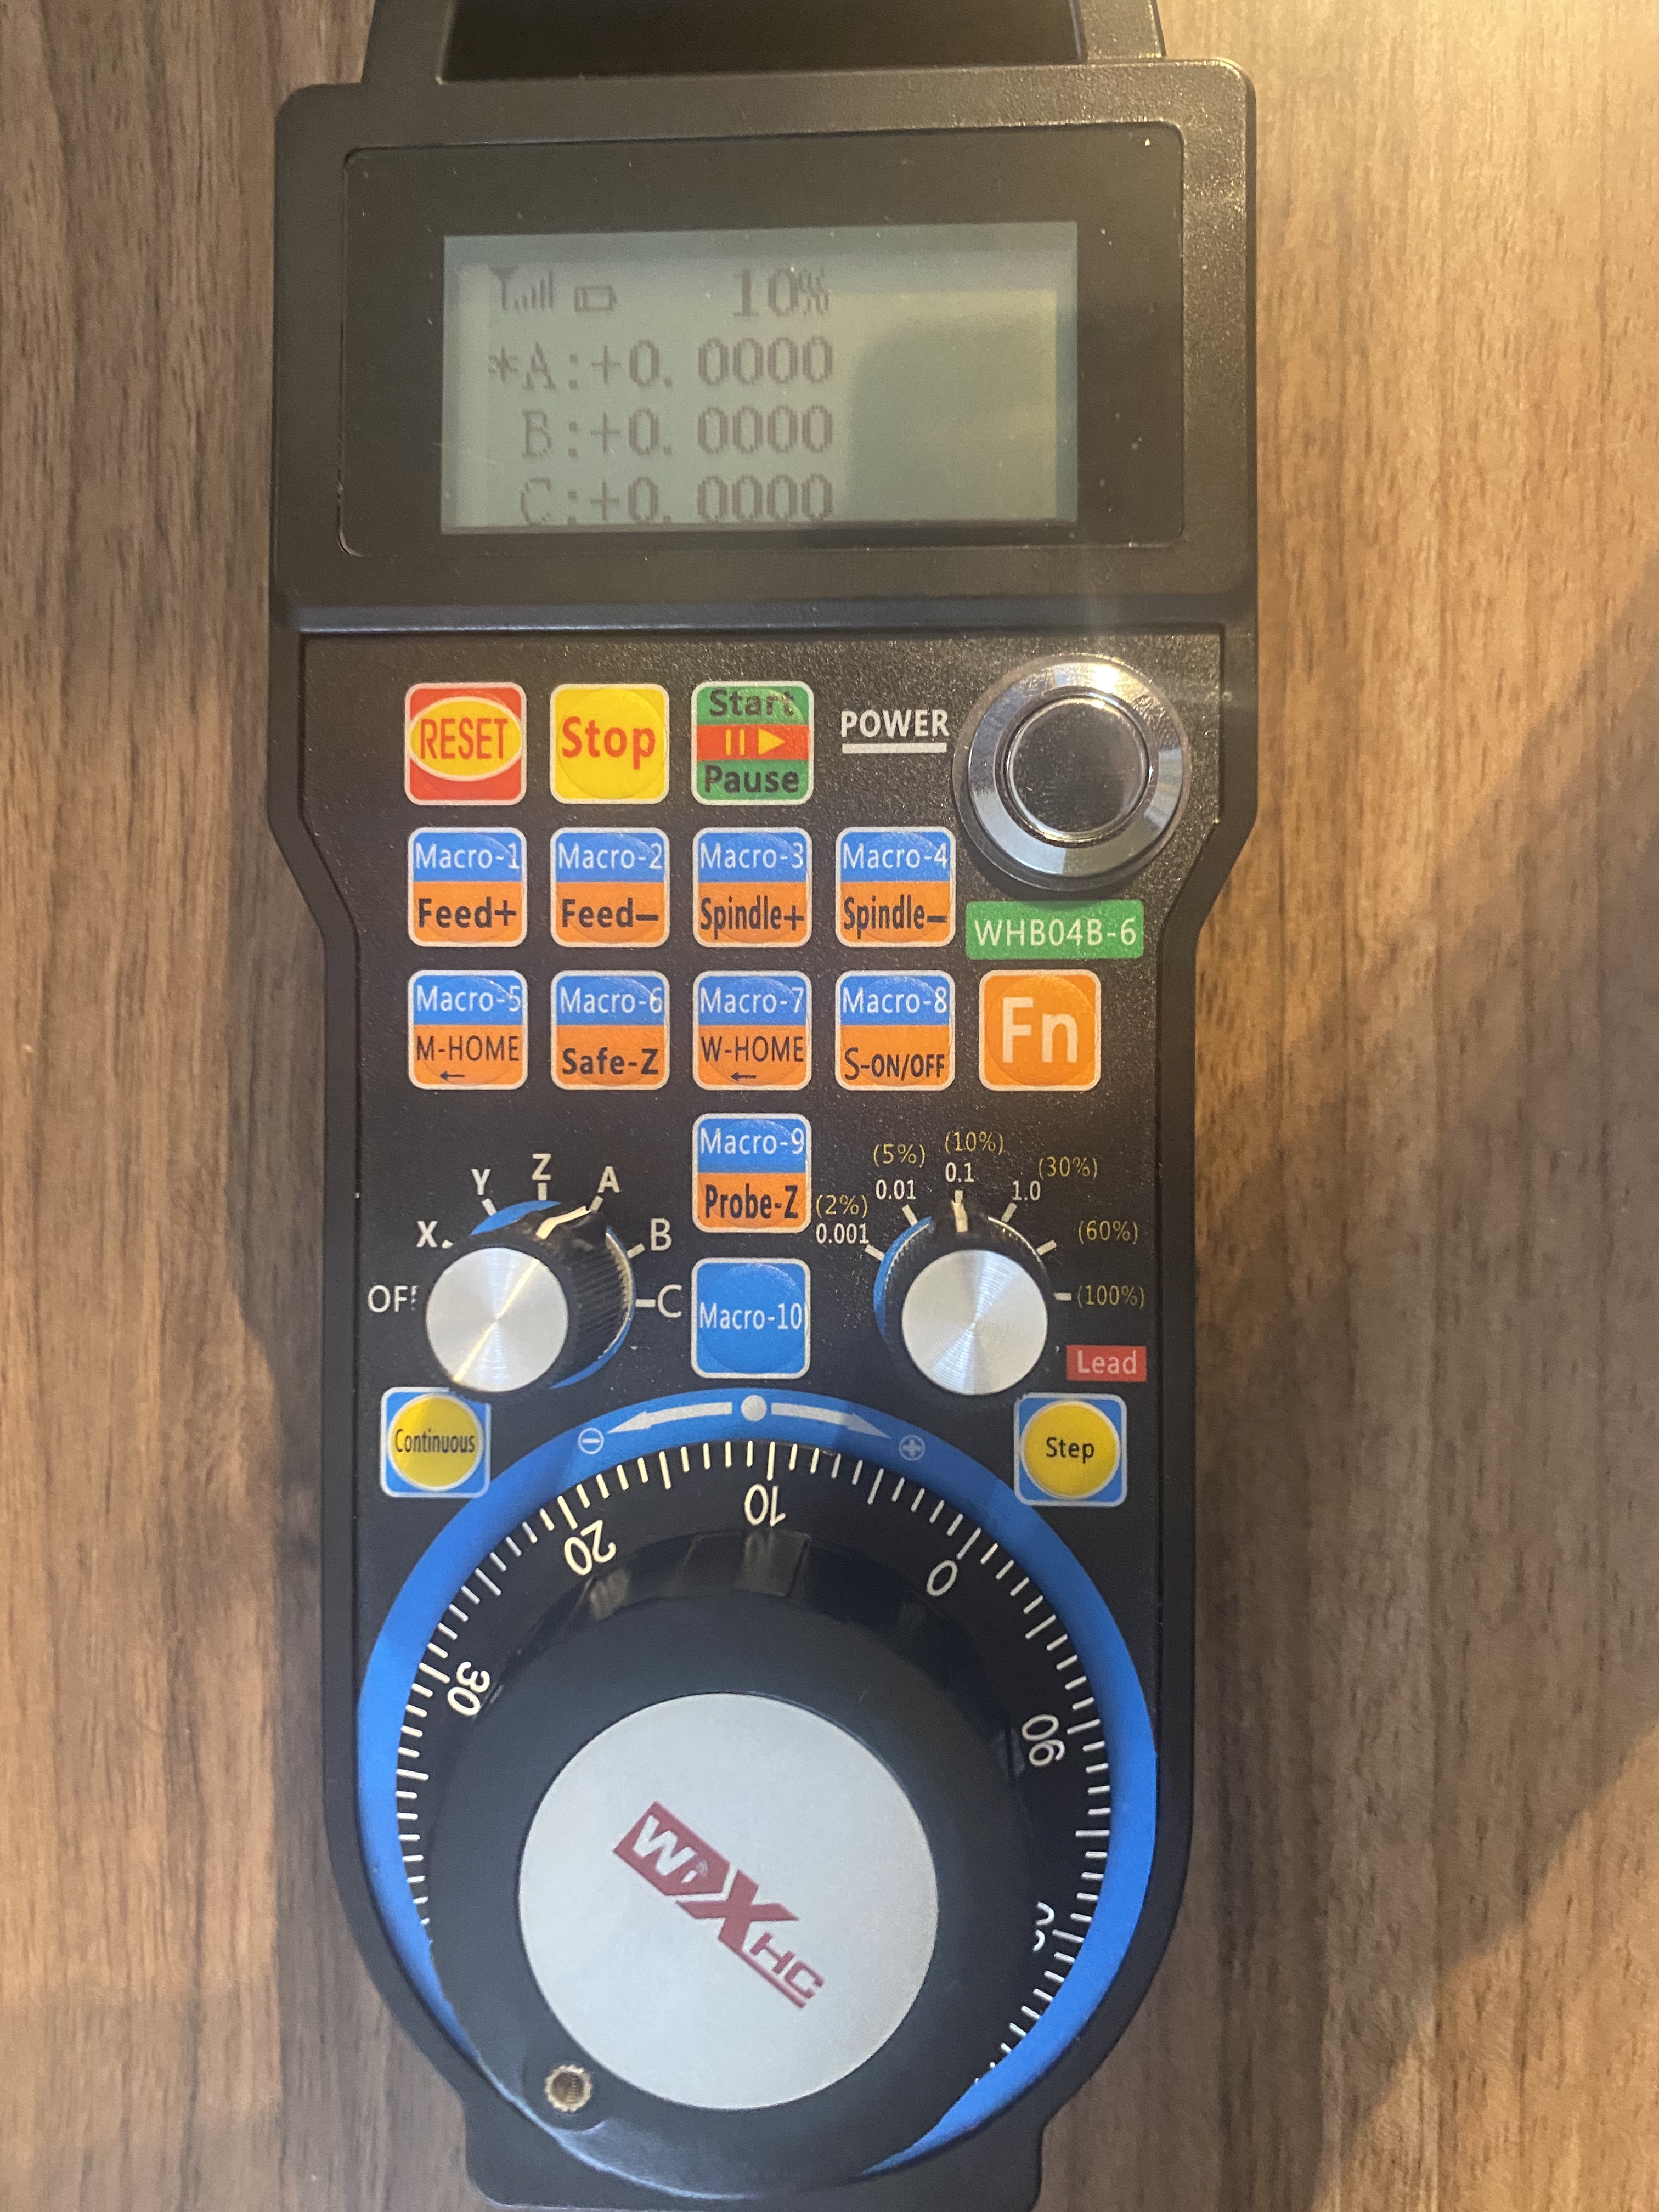 10%
*A:+0.0000
B:+0.0000
C:+0.0000
RESET
Stop
Start
Pause
POWER
Macro-1
Feed+
Macro-2
Feed−
Macro-3
Spindle+
Macro-4
Spindle−
WHB04B-6
Macro-5
M-HOME
Macro-6
Safe-Z
Macro-7
W-HOME
Macro-8
S-ON/OFF
Fn
Macro-9
Probe-Z
X
Y
Z
A
B
C
(2%)
0.001
(5%)
0.01
(10%)
0.1
(30%)
1.0
(60%)
(100%)
Macro-10
Lead
Continuous
Step
30
20
10
0
90
WiXHC